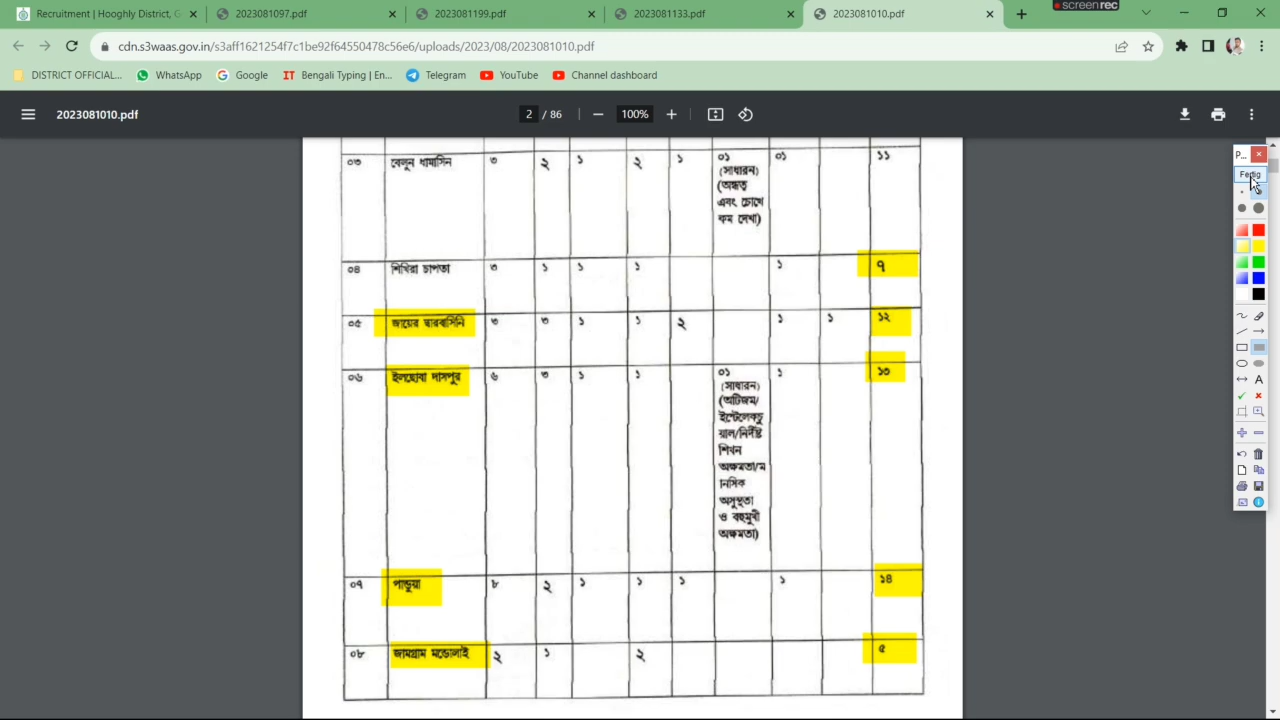 Recruitment | Hooghly District, G
2023081097.pdf
2023081199.pdf
2023081133.pdf
2023081010.pdf
screenrec
cdn.s3waas.gov.in/s3aff1621254f7c1be92f64550478c56e6/uploads/2023/08/2023081010.pdf
DISTRICT OFFICIAL... WhatsApp Google Bengali Typing | En... Telegram YouTube Channel dashboard
2023081010.pdf 2 / 86 100%
P...
Fertig
০৩ বেলুন ধামাসিন ৩ ২ ১ ২ ১ ০১ ০১ ১১
(সাধারন)
(অন্ধত্ব
এবং চোখে
কম দেখা)
০৪ শিখিরা চাপতা ৩ ১ ১ ১ ১ ৭
০৫ জায়ের দ্বারবাসিনি ৩ ৩ ১ ১ ২ ১ ১ ১২
০৬ ইলছোবা দাসপুর ৬ ৩ ১ ১ ০১ ১ ১৩
(সাধারন)
(অটিজম/
ইন্টেলেকচু
য়াল/নির্দিষ্ট
শিখন
অক্ষমতা/ম
ানসিক
অসুস্থতা
ও বহুমুখী
অক্ষমতা)
০৭ পান্ডুয়া ৮ ২ ১ ১ ১ ১ ১৪
০৮ জামগ্রাম মন্ডোলাই ২ ১ ২ ৫